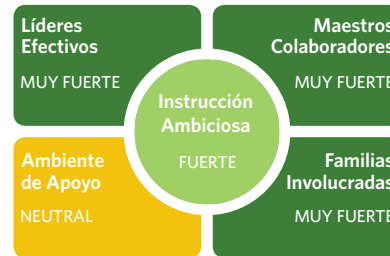 Líderes
Efectivos
MUY FUERTE
Maestros
Colaboradores
MUY FUERTE
Instrucción
Ambiciosa
FUERTE
Ambiente
de Apoyo
NEUTRAL
Familias
Involucradas
MUY FUERTE